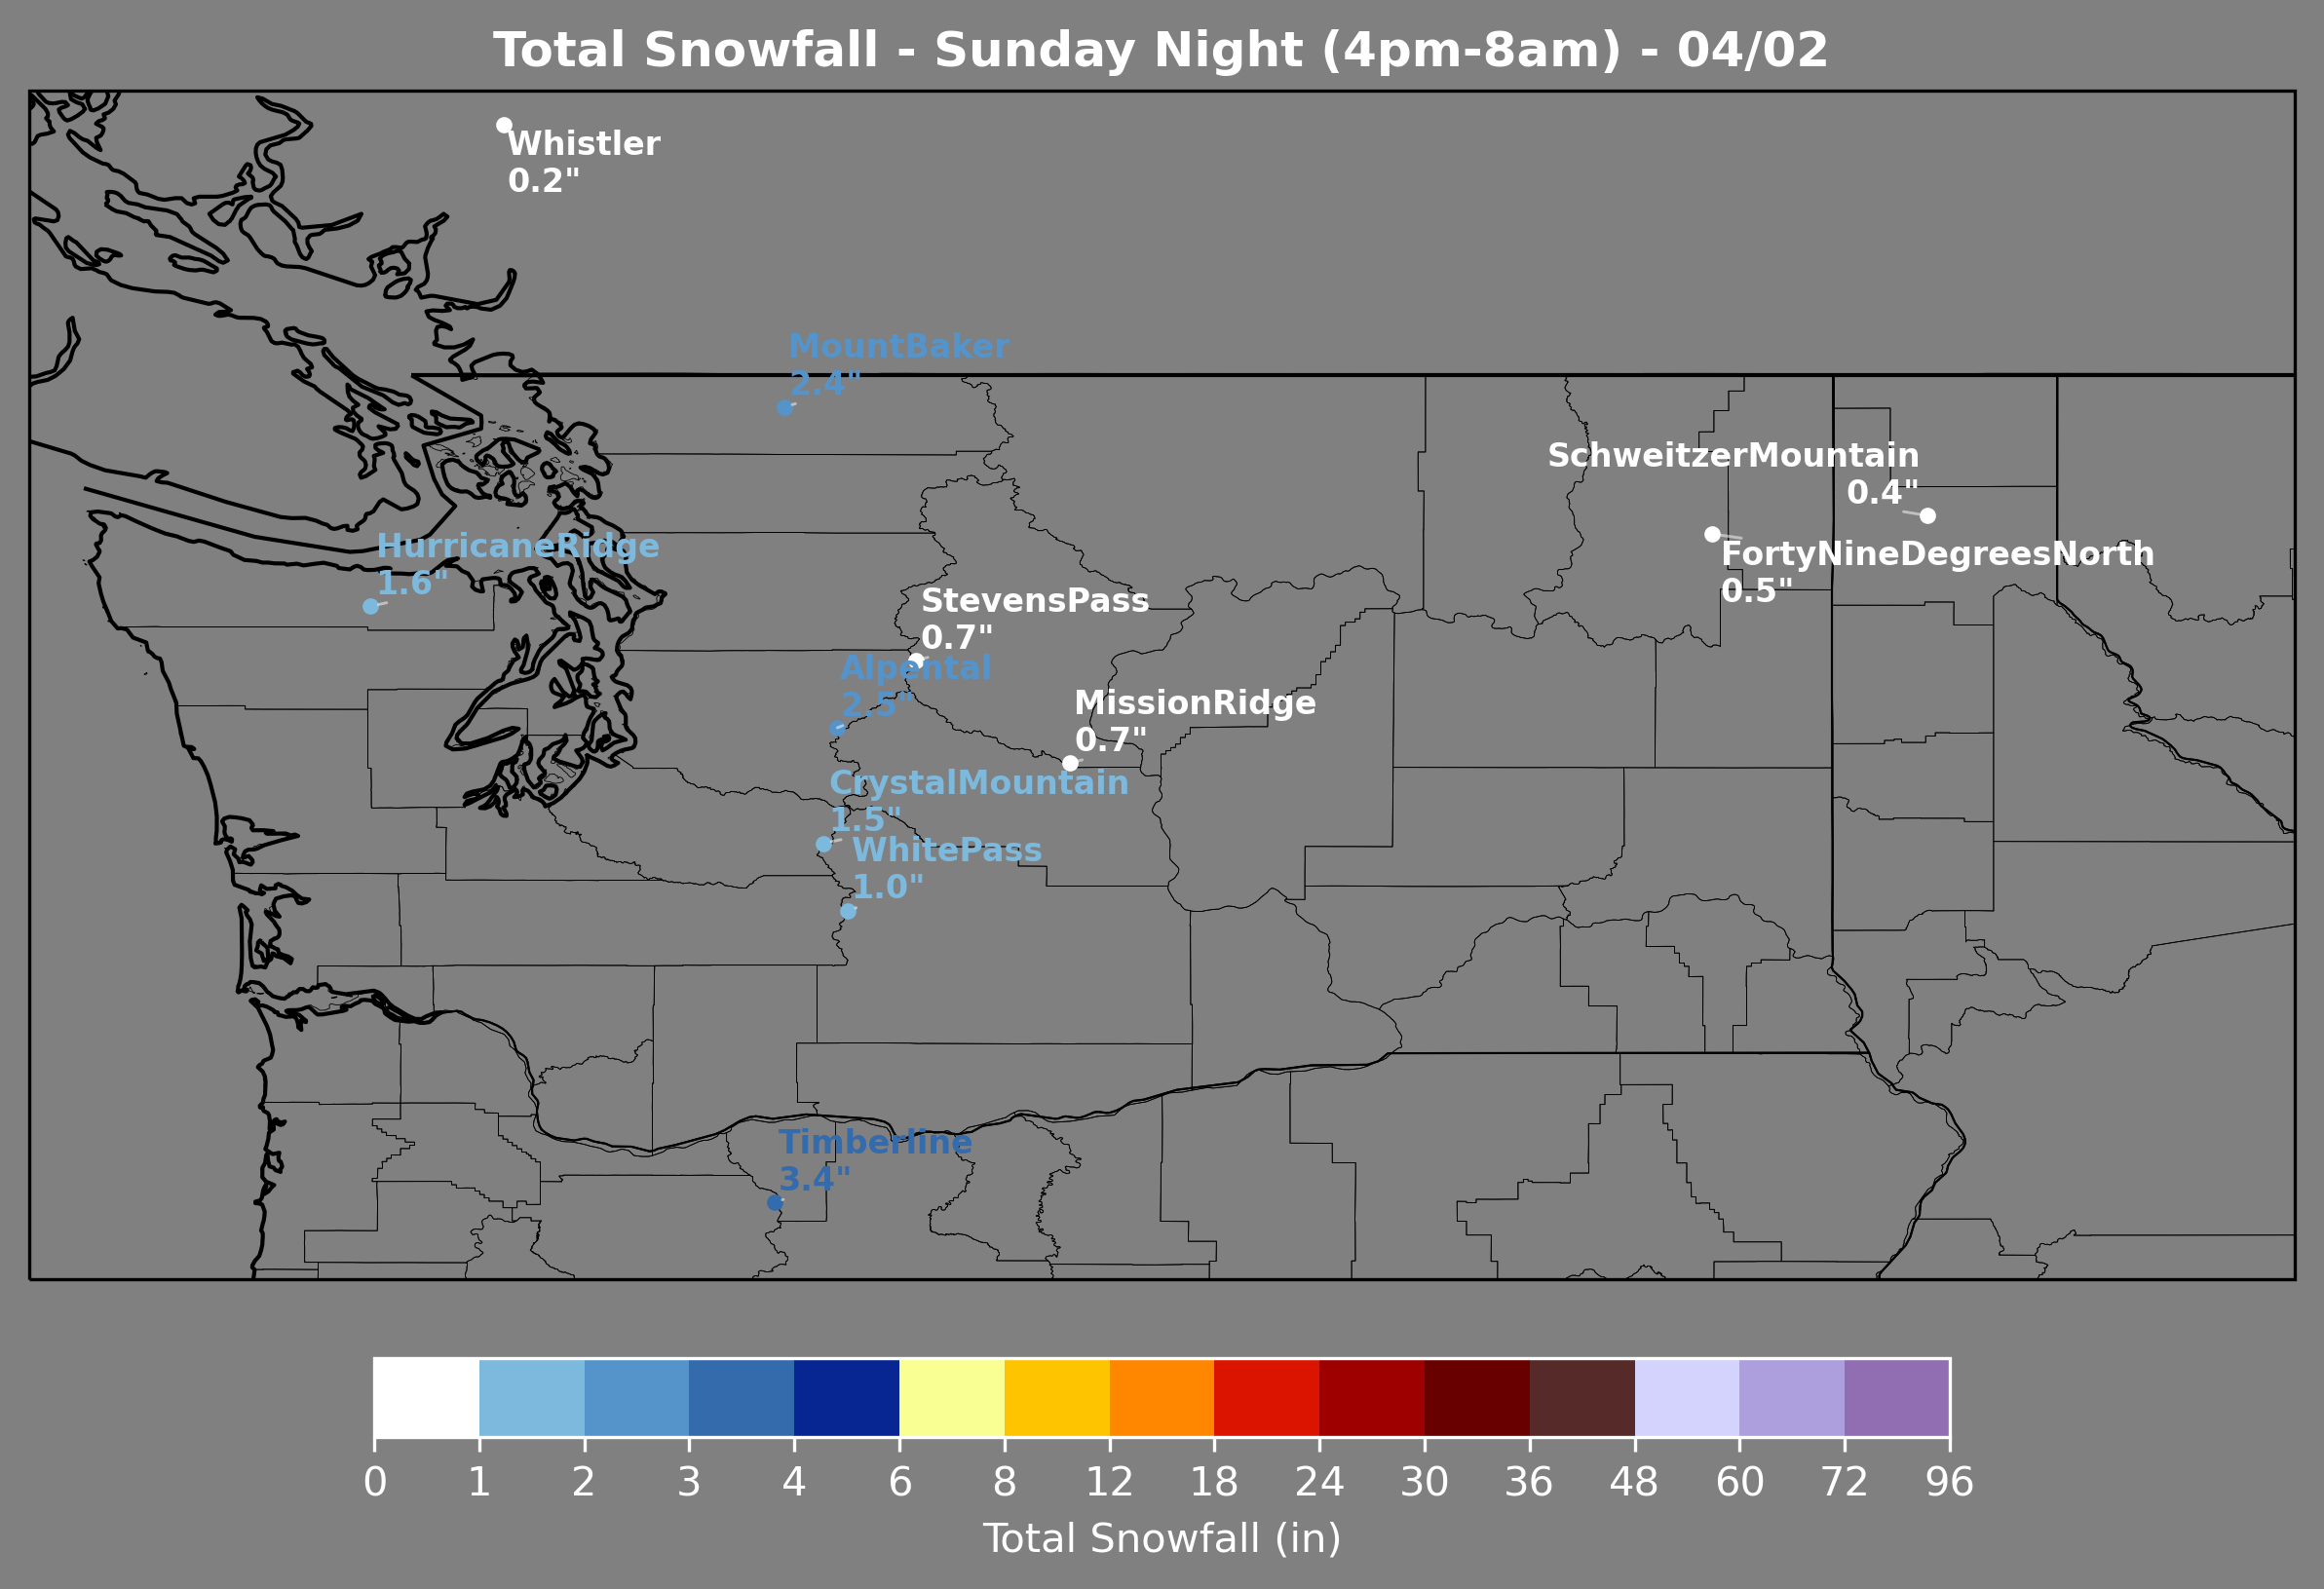 Total Snowfall - Sunday Night (4pm-8am) - 04/02
Whistler
0.2"
MountBaker
2.4"
SchweitzerMountain
0.4"
HurricaneRidge
1.6"
FortyNineDegreesNorth
0.5"
StevensPass
0.7"
Alpental
2.5"
MissionRidge
0.7"
CrystalMountain
1.5"
WhitePass
1.0"
Timberline
3.4"
0 1 2 3 4 6 8 12 18 24 30 36 48 60 72 96
Total Snowfall (in)